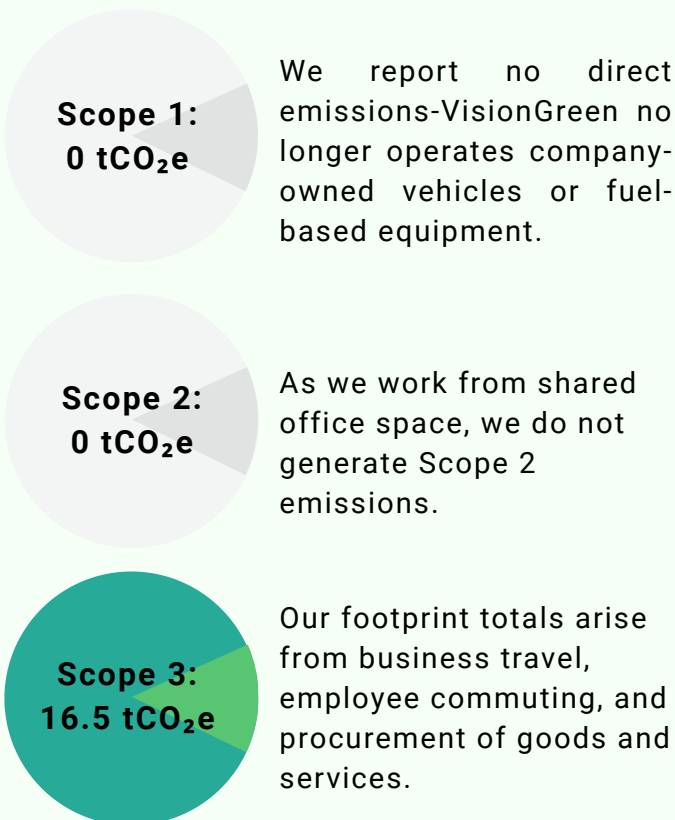 Scope 1:
0 tCO₂e
We report no direct
emissions-VisionGreen no
longer operates company-
owned vehicles or fuel-
based equipment.
Scope 2:
0 tCO₂e
As we work from shared
office space, we do not
generate Scope 2
emissions.
Scope 3:
16.5 tCO₂e
Our footprint totals arise
from business travel,
employee commuting, and
procurement of goods and
services.